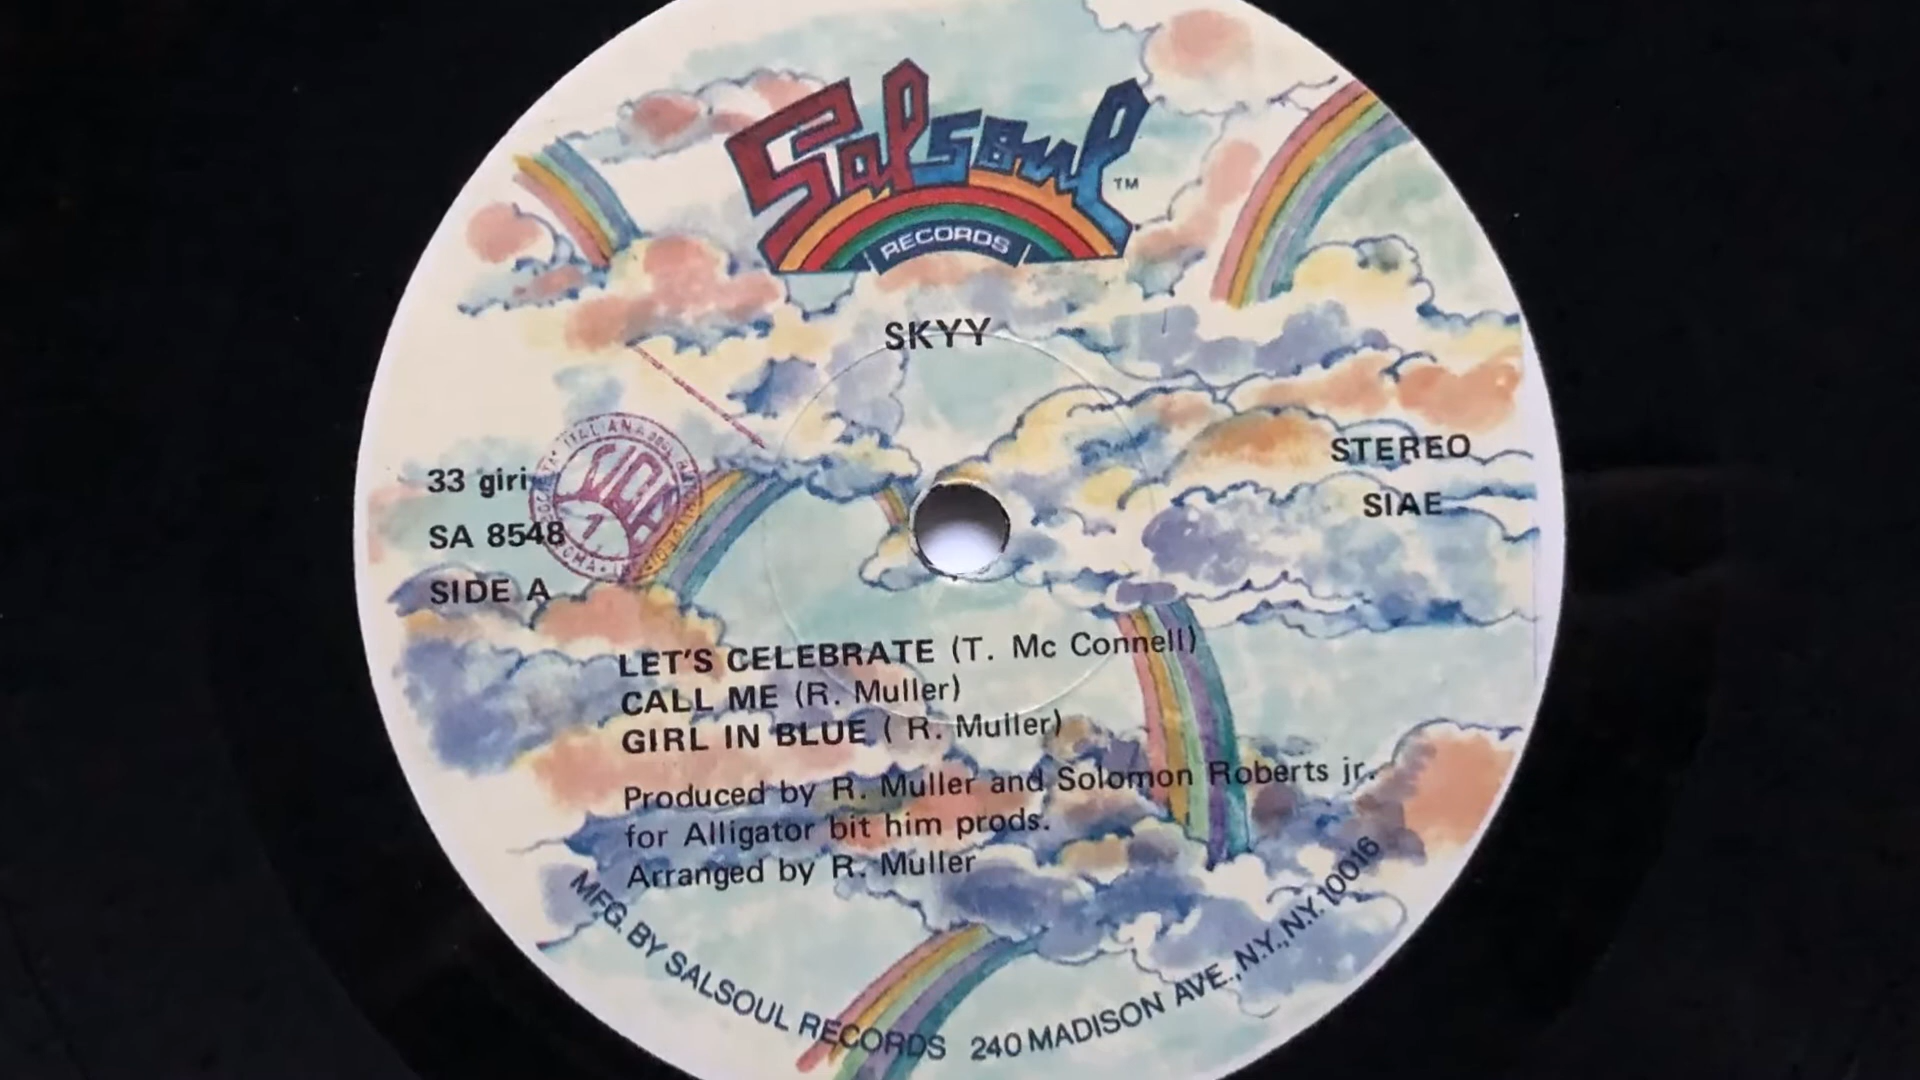 Salsoul TM
RECORDS
SKYY
33 giri
SA 8548
SIDE A
STEREO
SIAE
LET'S CELEBRATE (T. Mc Connell)
CALL ME (R. Muller)
GIRL IN BLUE ( R. Muller)
Produced by R. Muller and Solomon Roberts jr.
for Alligator bit him prods.
Arranged by R. Muller
MFG. BY SALSOUL RECORDS 240 MADISON AVE., N.Y., N.Y. 10016
ITALIANA
ROMA